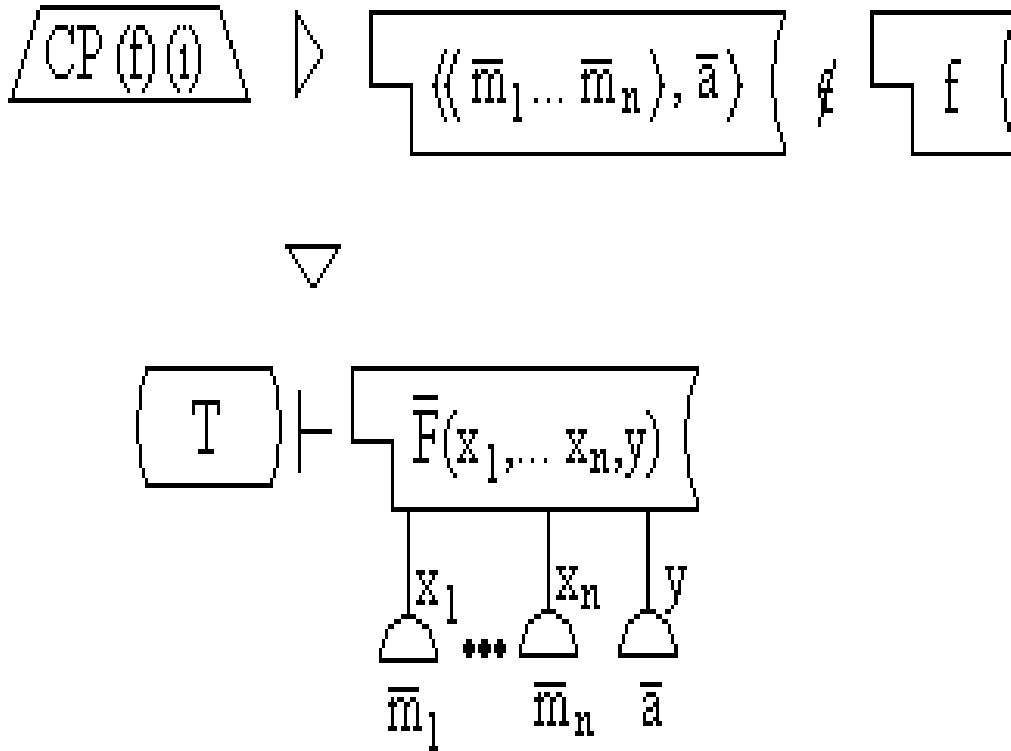 CP (f) (i) ▷ ⟨⟨m̅₁... m̅ₙ⟩, a̅⟩ ∉ f (
▽
T ⊢ F̅(x₁,... xₙ,y)
x₁ xₙ y
•••
m̅₁ m̅ₙ a̅